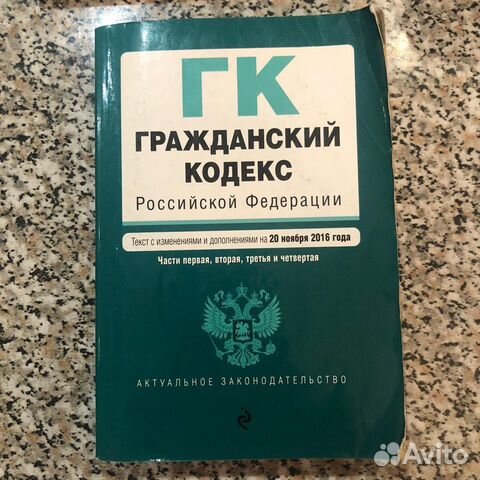 ГК
ГРАЖДАНСКИЙ
КОДЕКС
Российской Федерации
Текст с изменениями и дополнениями на 20 ноября 2016 года
Части первая, вторая, третья и четвертая
АКТУАЛЬНОЕ ЗАКОНОДАТЕЛЬСТВО
Avito